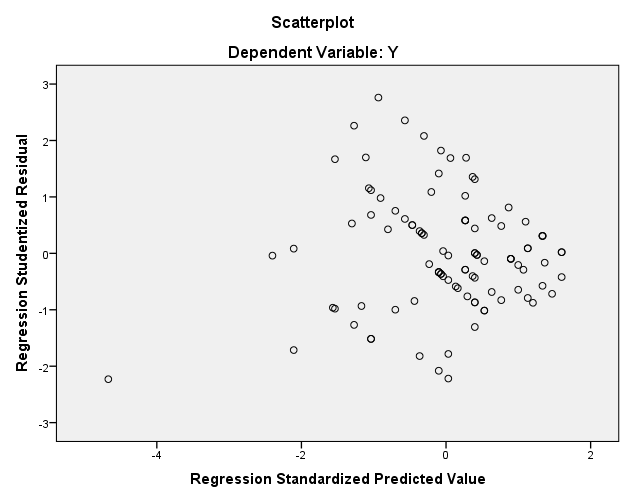 Scatterplot
Dependent Variable: Y
Regression Studentized Residual
3
2
1
0
-1
-2
-3
-4
-2
0
2
Regression Standardized Predicted Value